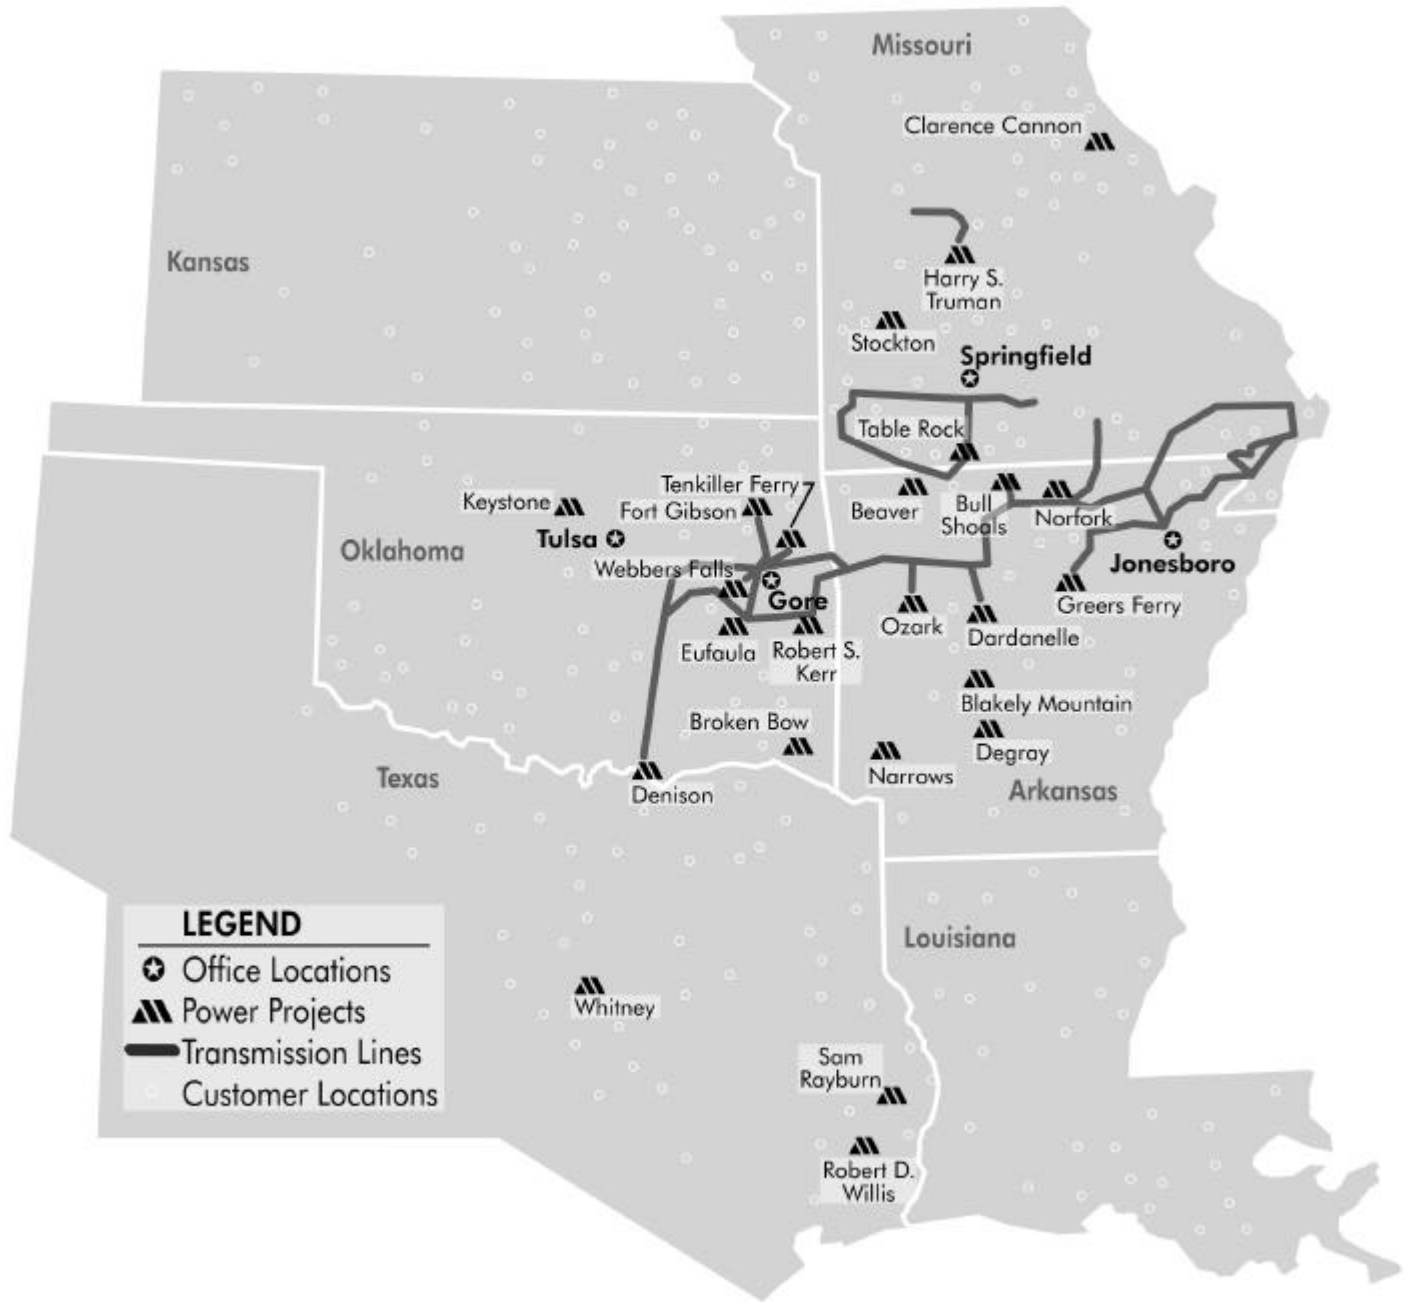 Missouri
Clarence Cannon
Kansas
Harry S.
Truman
Stockton
Springfield
Table Rock
Tenkiller Ferry
Keystone
Fort Gibson
Beaver
Bull
Shoals
Norfork
Tulsa
Oklahoma
Webbers Falls
Jonesboro
Gore
Greers Ferry
Ozark
Dardanelle
Eufaula
Robert S.
Kerr
Blakely Mountain
Broken Bow
Degray
Narrows
Texas
Denison
Arkansas
LEGEND
Office Locations
Power Projects
Transmission Lines
Customer Locations
Louisiana
Whitney
Sam
Rayburn
Robert D.
Willis